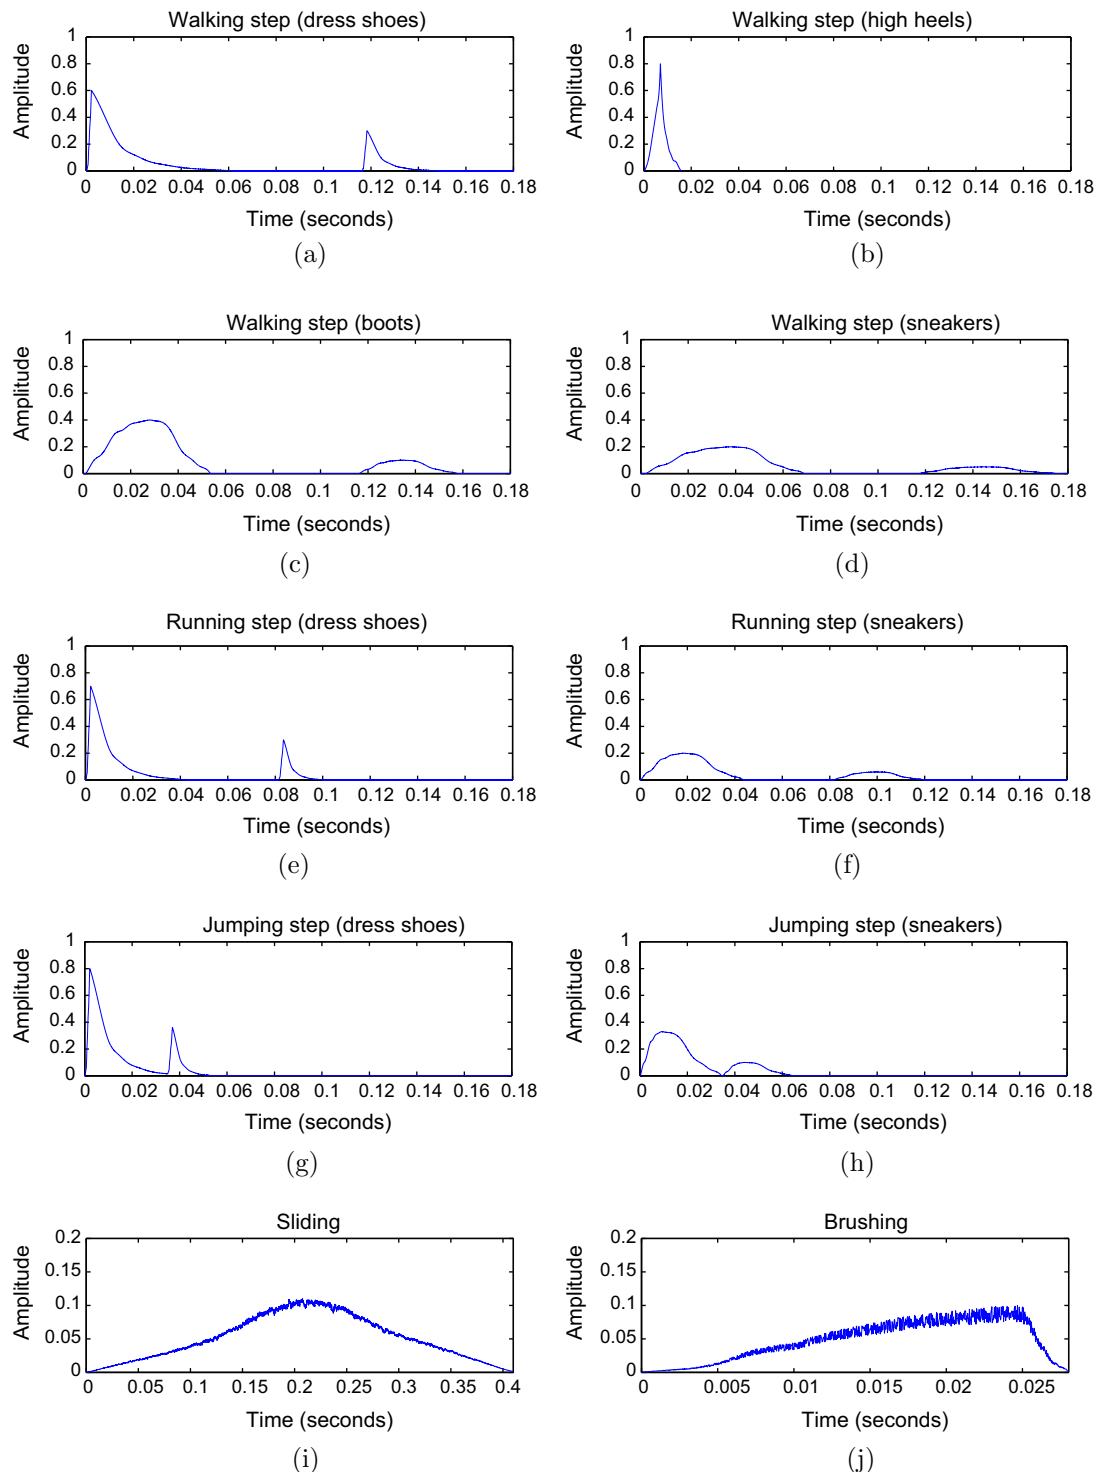 Walking step (dress shoes)
Amplitude
1
0.8
0.6
0.4
0.2
0
0 0.02 0.04 0.06 0.08 0.1 0.12 0.14 0.16 0.18
Time (seconds)
(a)
Walking step (high heels)
Amplitude
1
0.8
0.6
0.4
0.2
0
0 0.02 0.04 0.06 0.08 0.1 0.12 0.14 0.16 0.18
Time (seconds)
(b)
Walking step (boots)
Amplitude
1
0.8
0.6
0.4
0.2
0
0 0.02 0.04 0.06 0.08 0.1 0.12 0.14 0.16 0.18
Time (seconds)
(c)
Walking step (sneakers)
Amplitude
1
0.8
0.6
0.4
0.2
0
0 0.02 0.04 0.06 0.08 0.1 0.12 0.14 0.16 0.18
Time (seconds)
(d)
Running step (dress shoes)
Amplitude
1
0.8
0.6
0.4
0.2
0
0 0.02 0.04 0.06 0.08 0.1 0.12 0.14 0.16 0.18
Time (seconds)
(e)
Running step (sneakers)
Amplitude
1
0.8
0.6
0.4
0.2
0
0 0.02 0.04 0.06 0.08 0.1 0.12 0.14 0.16 0.18
Time (seconds)
(f)
Jumping step (dress shoes)
Amplitude
1
0.8
0.6
0.4
0.2
0
0 0.02 0.04 0.06 0.08 0.1 0.12 0.14 0.16 0.18
Time (seconds)
(g)
Jumping step (sneakers)
Amplitude
1
0.8
0.6
0.4
0.2
0
0 0.02 0.04 0.06 0.08 0.1 0.12 0.14 0.16 0.18
Time (seconds)
(h)
Sliding
Amplitude
0.2
0.15
0.1
0.05
0
0 0.05 0.1 0.15 0.2 0.25 0.3 0.35 0.4
Time (seconds)
(i)
Brushing
Amplitude
0.2
0.15
0.1
0.05
0
0 0.005 0.01 0.015 0.02 0.025
Time (seconds)
(j)